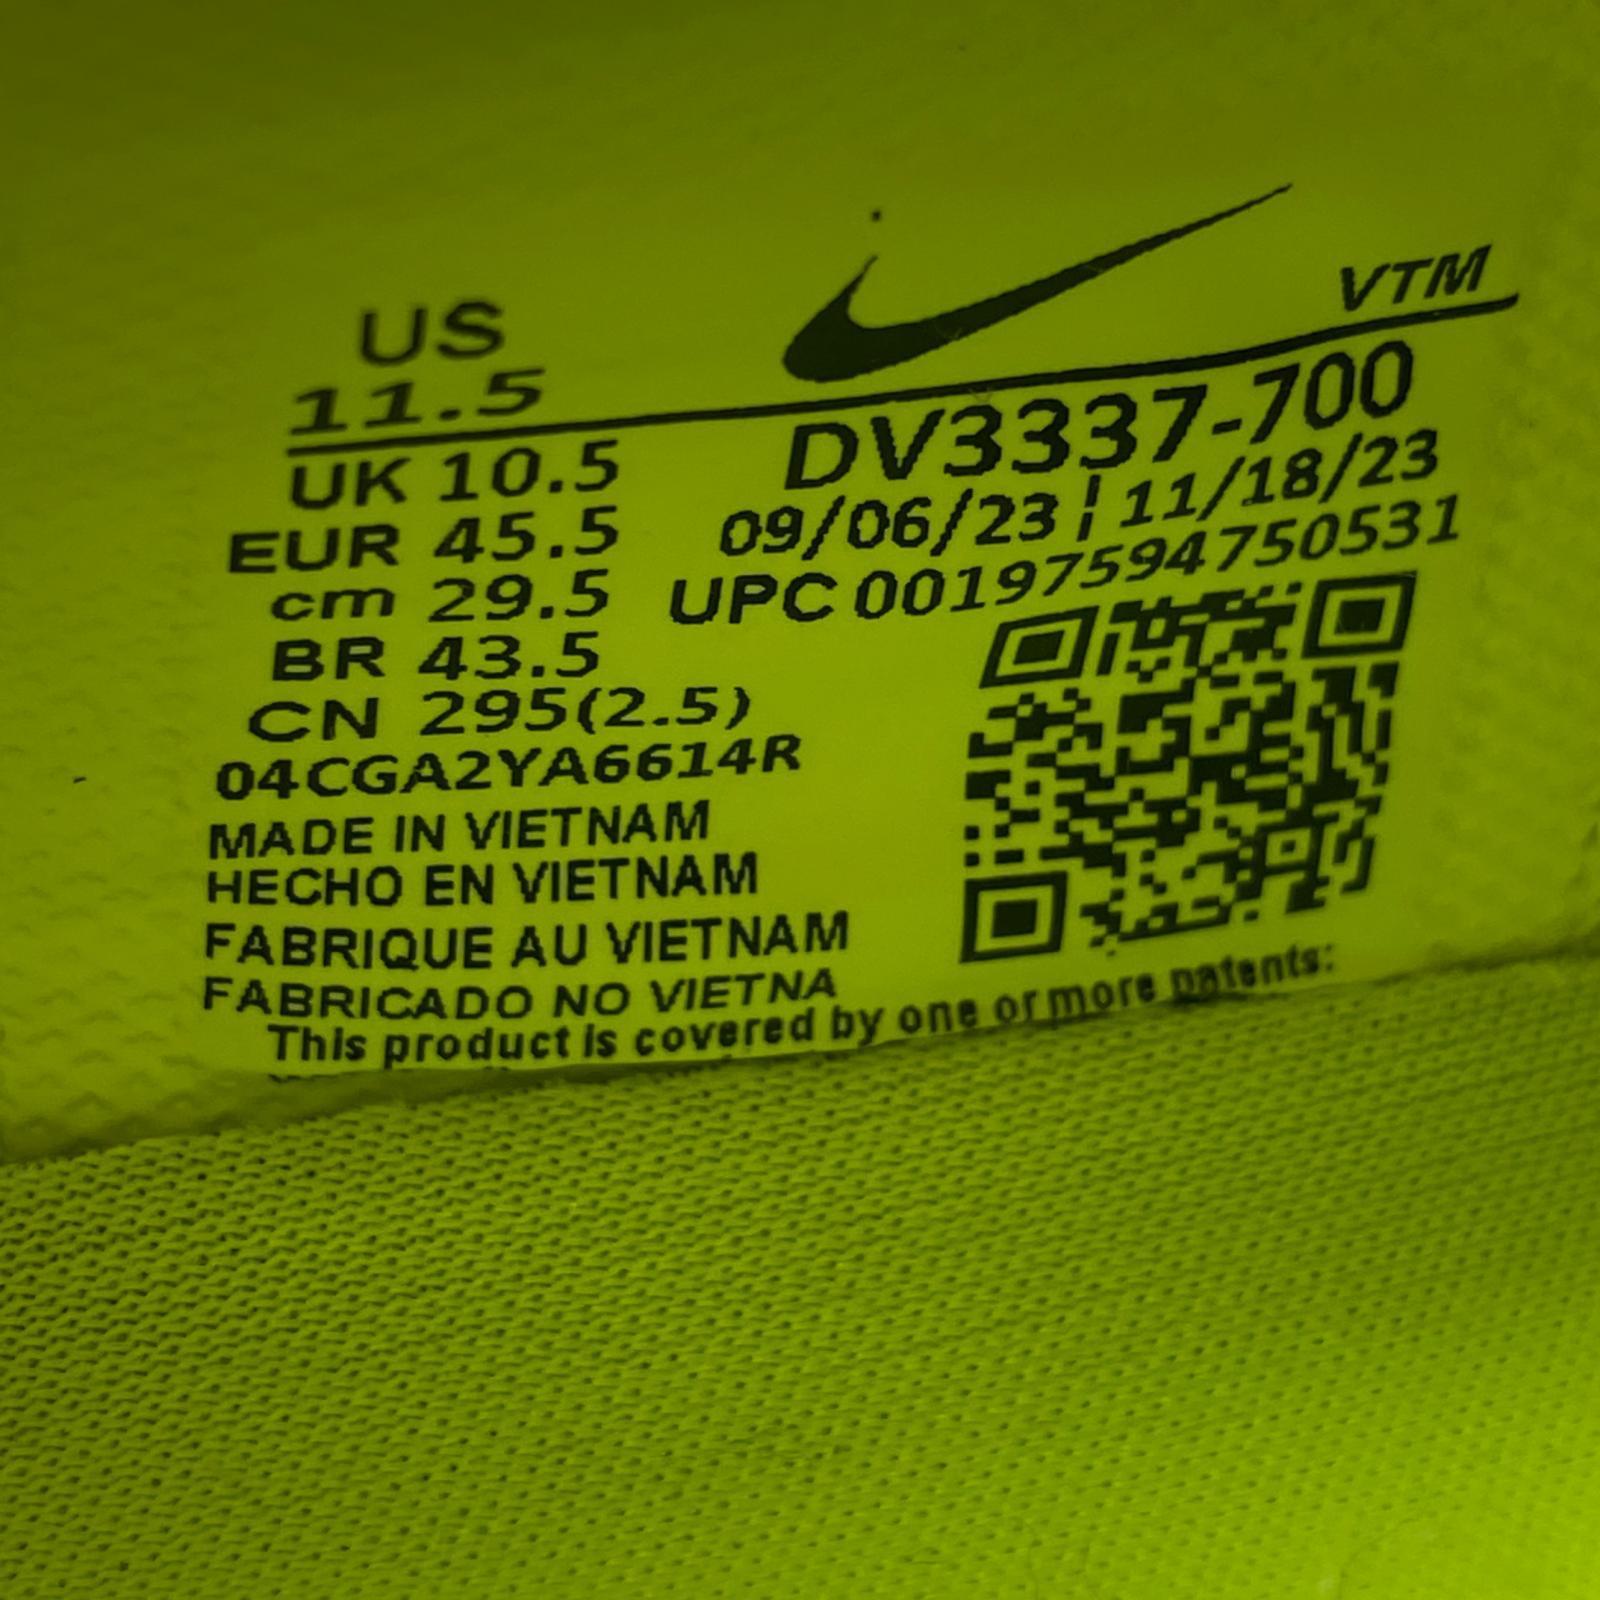 US
11.5
VTM
UK 10.5
EUR 45.5
cm 29.5
BR 43.5
CN 295(2.5)
DV3337-700
09/06/23 ¦ 11/18/23
UPC 00197594750531
04CGA2YA6614R
MADE IN VIETNAM
HECHO EN VIETNAM
FABRIQUE AU VIETNAM
FABRICADO NO VIETNA
This product is covered by one or more patents: